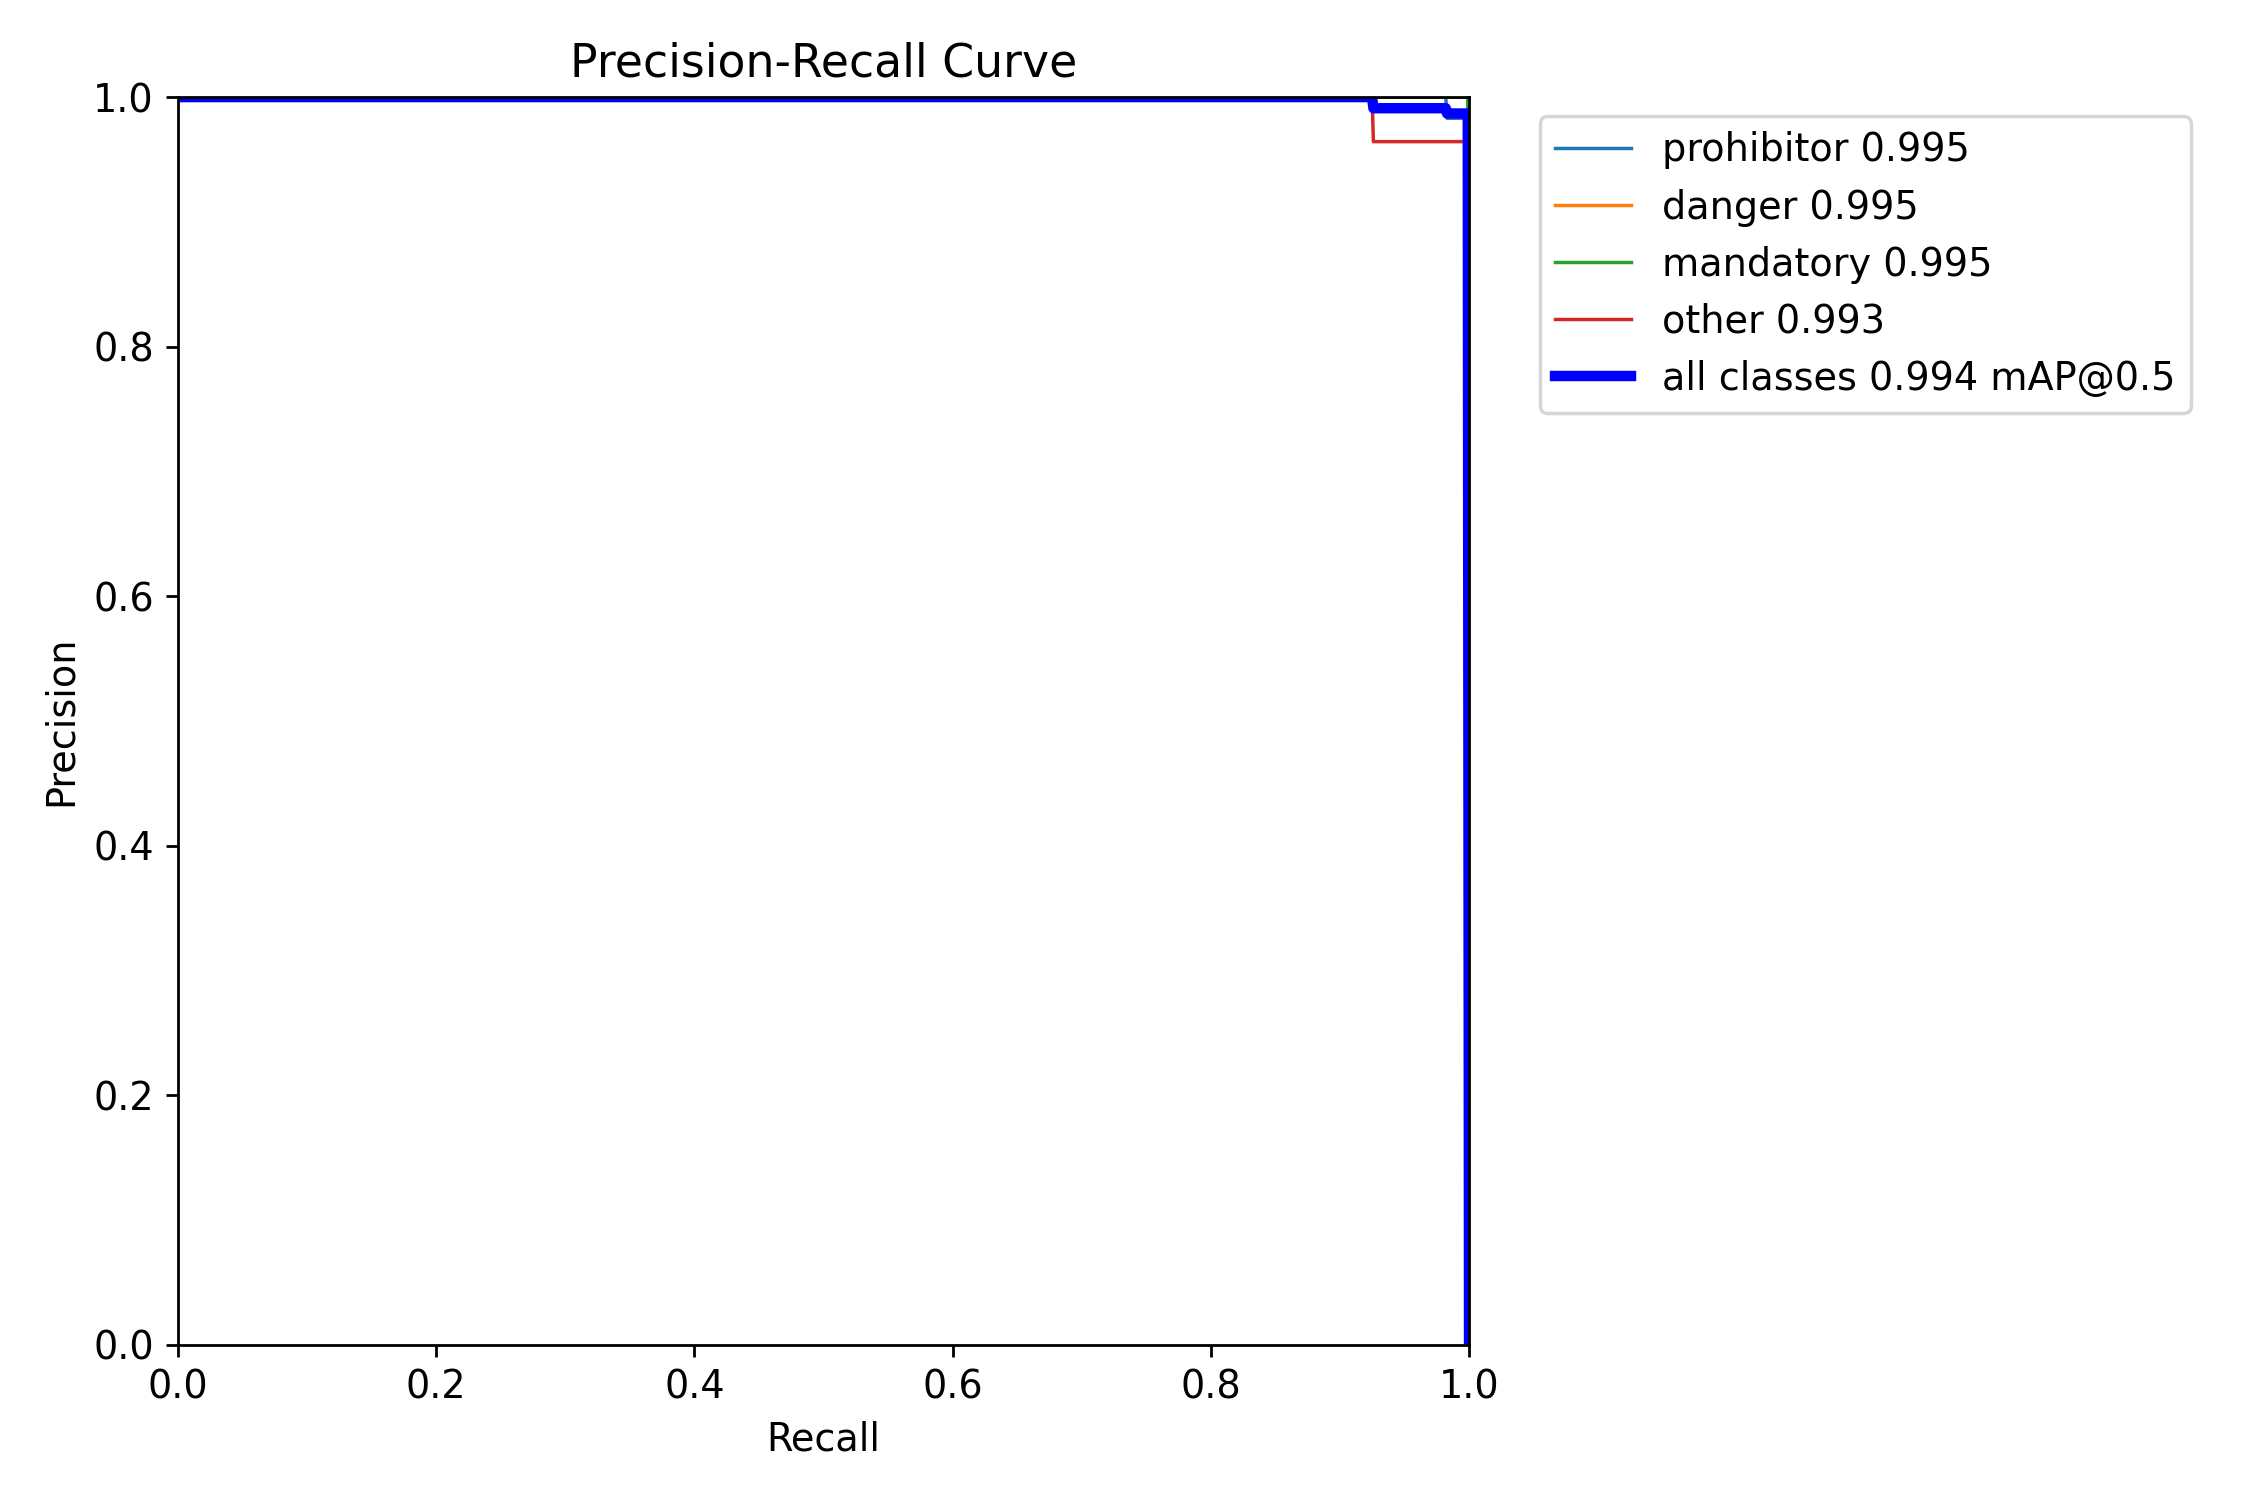 Precision-Recall Curve
1.0
0.8
0.6
0.4
0.2
0.0
Precision
0.0 0.2 0.4 0.6 0.8 1.0
Recall
prohibitor 0.995
danger 0.995
mandatory 0.995
other 0.993
all classes 0.994 mAP@0.5